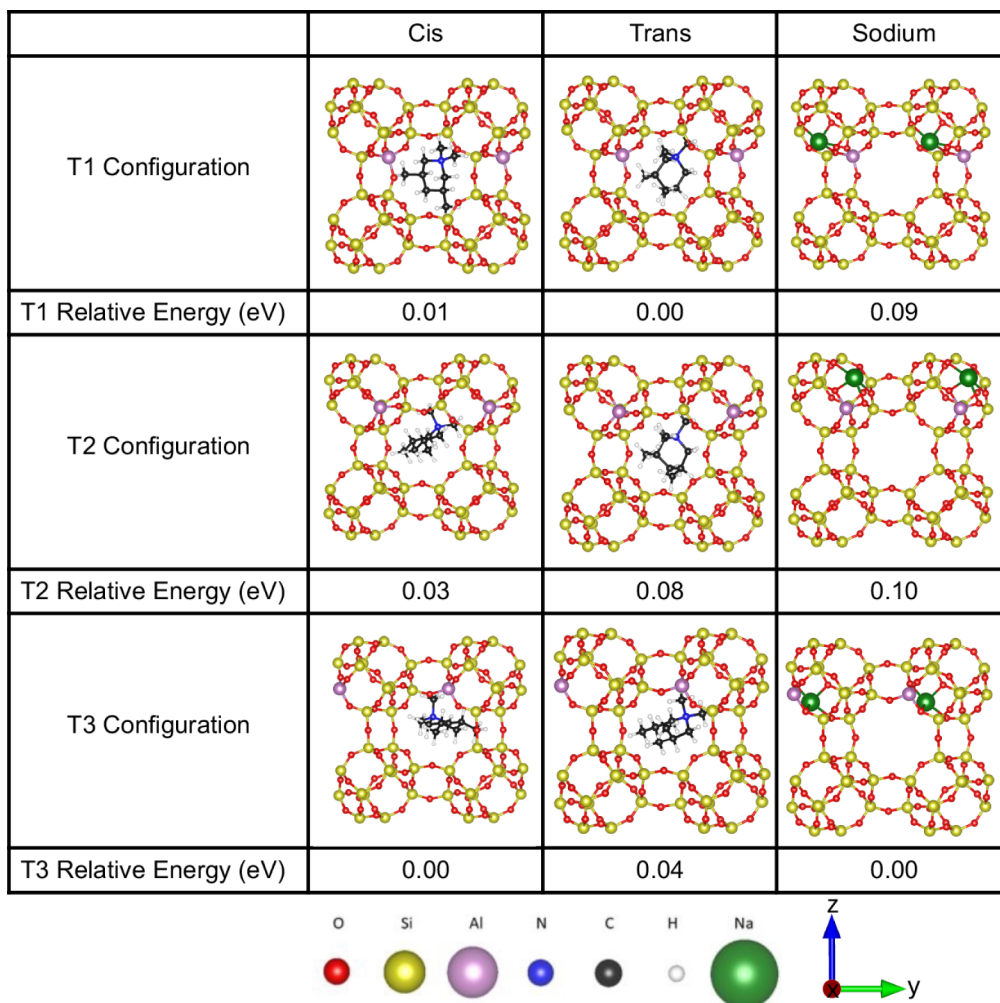 Cis Trans Sodium
T1 Configuration
T1 Relative Energy (eV) 0.01 0.00 0.09
T2 Configuration
T2 Relative Energy (eV) 0.03 0.08 0.10
T3 Configuration
T3 Relative Energy (eV) 0.00 0.04 0.00
O Si Al N C H Na
z
x y